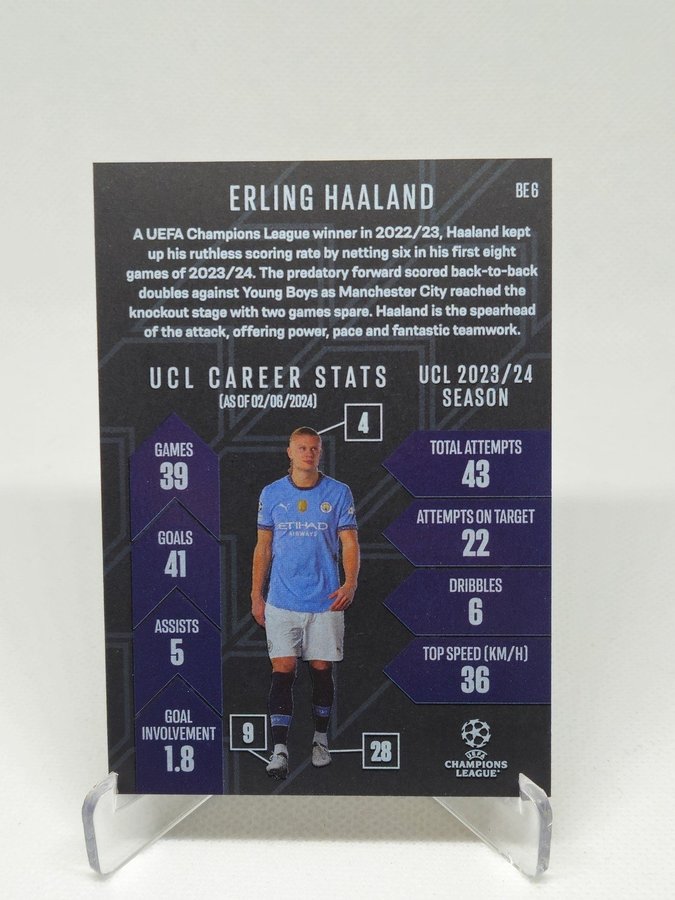 ERLING HAALAND
BE 6
A UEFA Champions League winner in 2022/23, Haaland kept
up his ruthless scoring rate by netting six in his first eight
games of 2023/24. The predatory forward scored back-to-back
doubles against Young Boys as Manchester City reached the
knockout stage with two games spare. Haaland is the spearhead
of the attack, offering power, pace and fantastic teamwork.
UCL CAREER STATS
(AS OF 02/06/2024)
GAMES
39
GOALS
41
ASSISTS
5
GOAL
INVOLVEMENT
1.8
4
ETIHAD
AIRWAYS
9
28
UCL 2023/24
SEASON
TOTAL ATTEMPTS
43
ATTEMPTS ON TARGET
22
DRIBBLES
6
TOP SPEED (KM/H)
36
UEFA
CHAMPIONS
LEAGUE